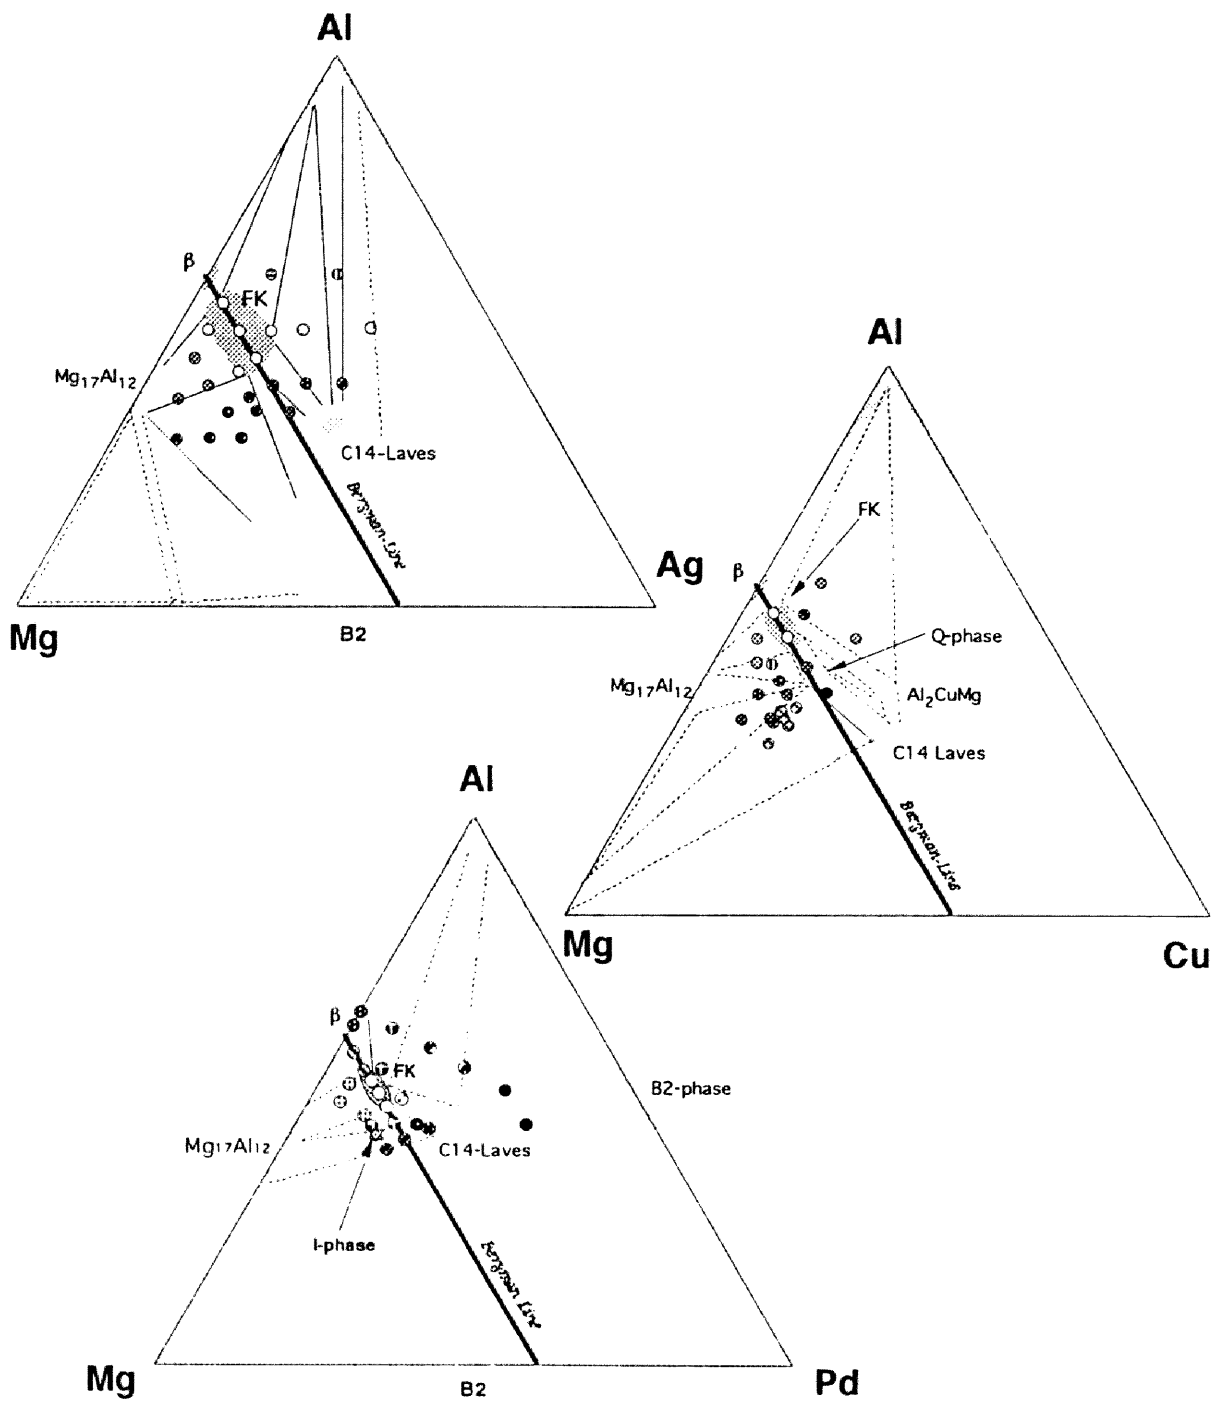 Al
β
FK
Mg17Al12
C14-Laves
Bergman-Line
Mg
B2
Ag
Al
FK
β
Q-phase
Mg17Al12
Al2CuMg
C14 Laves
Bergman-Line
Mg
Cu
Al
β
FK
B2-phase
Mg17Al12
C14-Laves
I-phase
Bergman Line
Mg
B2
Pd